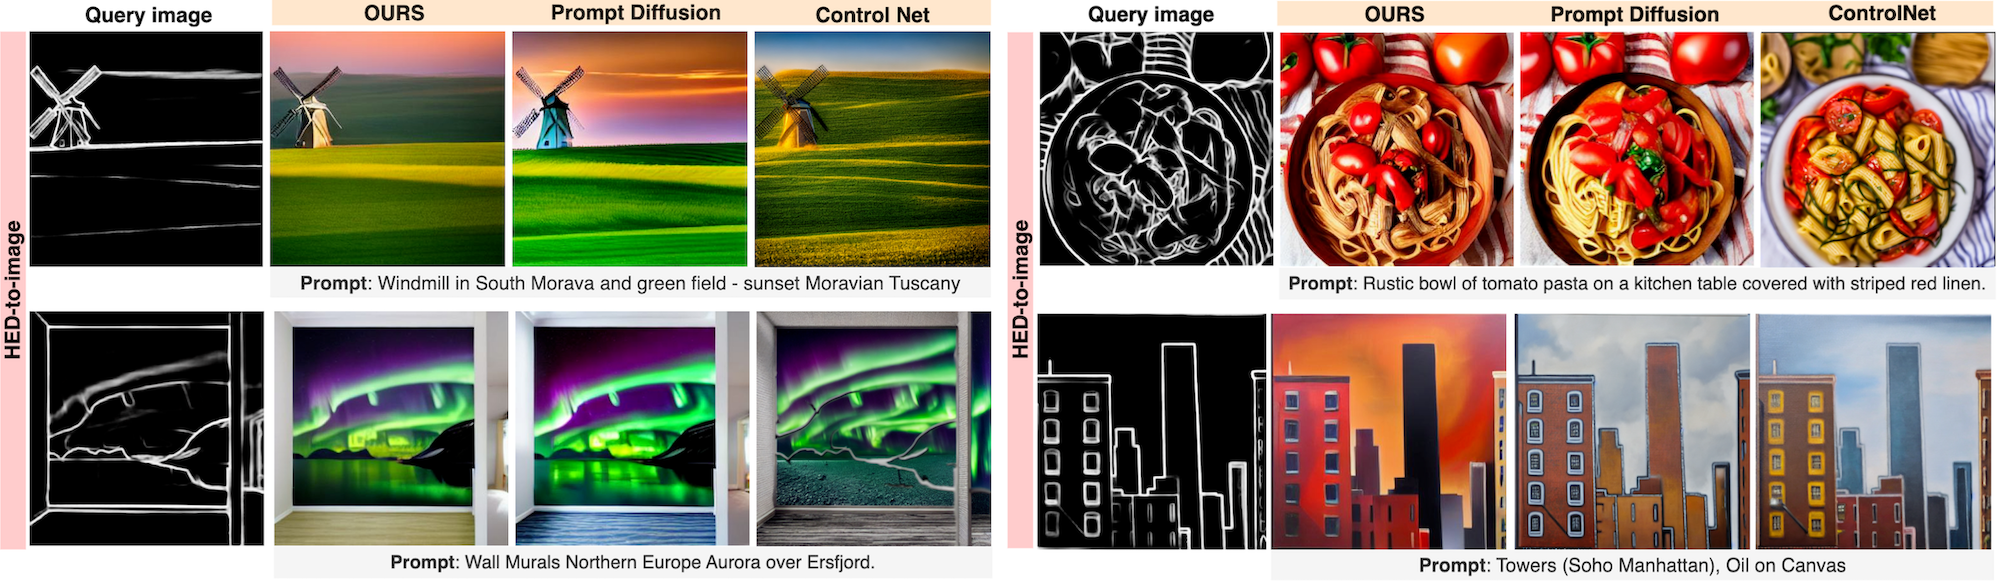 Query image
OURS
Prompt Diffusion
Control Net
HED-to-image
Prompt: Windmill in South Morava and green field - sunset Moravian Tuscany
Prompt: Wall Murals Northern Europe Aurora over Ersfjord.
Query image
OURS
Prompt Diffusion
ControlNet
HED-to-image
Prompt: Rustic bowl of tomato pasta on a kitchen table covered with striped red linen.
Prompt: Towers (Soho Manhattan), Oil on Canvas